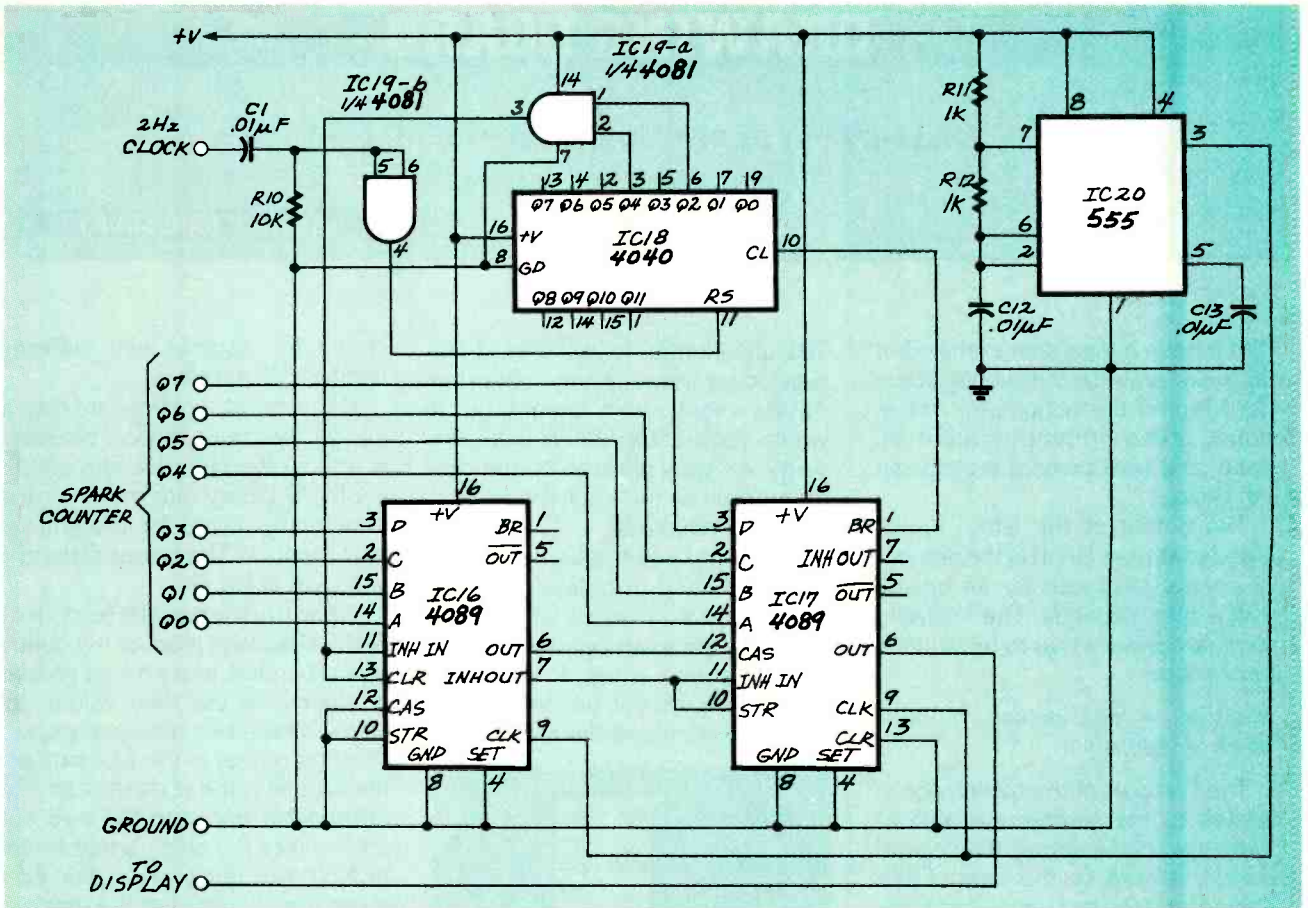 +V
IC19-a
1/4 4081
IC19-b
1/4 4081
14
3
1
2
7
2Hz
CLOCK
C1
.01μF
5 6
4
R10
10K
13 14 12 3 5 6 17 19
Q7 Q6 Q5 Q4 Q3 Q2 Q1 Q0
16 +V
8 GD
IC18
4040
CL 10
Q8 Q9 Q10 Q11 RS
12 14 15 1 11
R11
1K
R12
1K
7
6
2
8
4
3
5
1
IC20
555
C12
.01μF
C13
.01μF
SPARK
COUNTER
Q7
Q6
Q5
Q4
Q3
Q2
Q1
Q0
16
+V
3 D
2 C
15 B
14 A
11 INH IN
13 CLR
12 CAS
10 STR
IC16
4089
BR 1
OUT 5
OUT 6
INHOUT 7
CLK 9
GND SET
8 4
16
+V
3 D
2 C
15 B
14 A
12 CAS
11 INH IN
10 STR
IC17
4089
BR 1
INH OUT 7
OUT 5
OUT 6
CLK 9
CLR 13
GND SET
8 4
GROUND
TO
DISPLAY